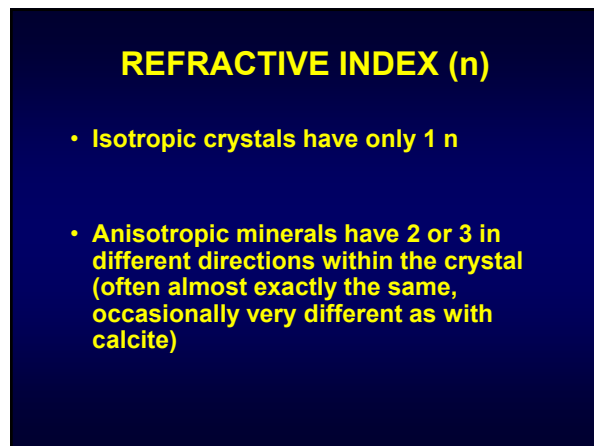 REFRACTIVE INDEX (n)
• Isotropic crystals have only 1 n
• Anisotropic minerals have 2 or 3 in
different directions within the crystal
(often almost exactly the same,
occasionally very different as with
calcite)